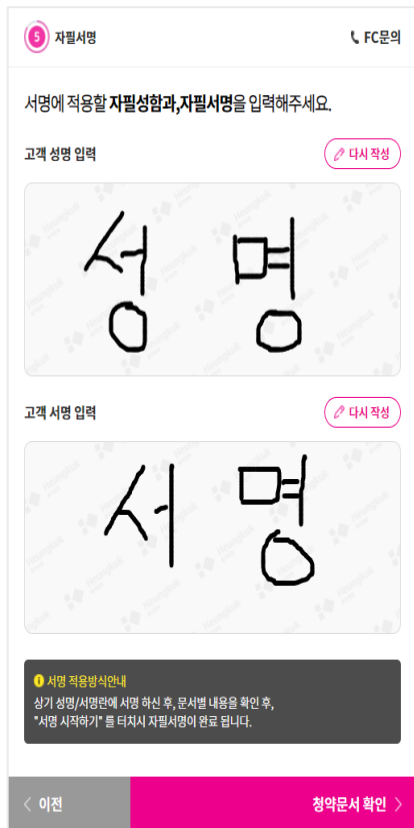 5 자필서명
FC문의
서명에 적용할 자필성함과,자필서명을 입력해주세요.
고객 성명 입력
다시 작성
성 명
고객 서명 입력
다시 작성
서 명
서명 적용방식안내
상기 성명/서명란에 서명 하신 후, 문서별 내용을 확인 후,
"서명 시작하기" 를 터치시 자필서명이 완료 됩니다.
이전
청약문서 확인